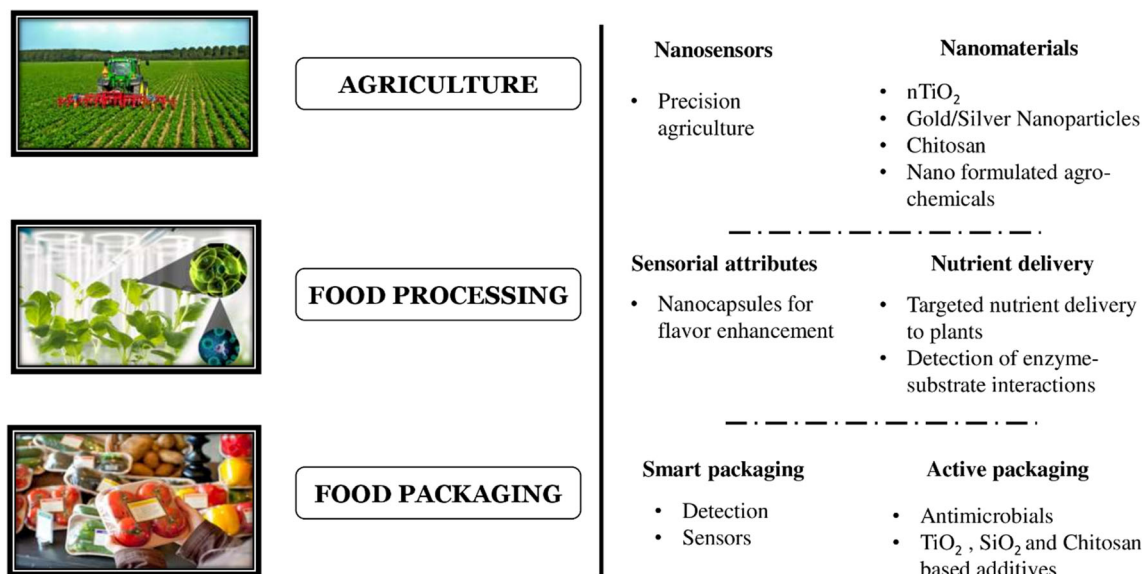 AGRICULTURE
Nanosensors
• Precision
agriculture
Nanomaterials
• nTiO₂
• Gold/Silver Nanoparticles
• Chitosan
• Nano formulated agro-
chemicals
FOOD PROCESSING
Sensorial attributes
• Nanocapsules for
flavor enhancement
Nutrient delivery
• Targeted nutrient delivery
to plants
• Detection of enzyme-
substrate interactions
FOOD PACKAGING
Smart packaging
• Detection
• Sensors
Active packaging
• Antimicrobials
• TiO₂ , SiO₂ and Chitosan
based additives